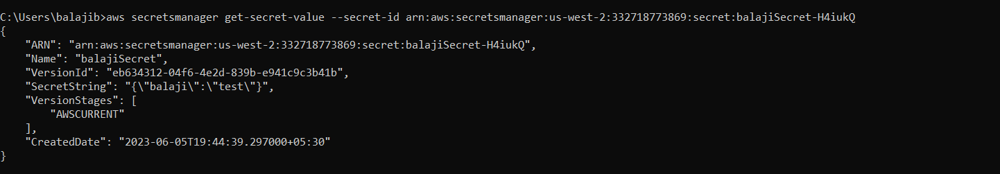 C:\Users\balajib>aws secretsmanager get-secret-value --secret-id arn:aws:secretsmanager:us-west-2:332718773869:secret:balajiSecret-H4iukQ
{
    "ARN": "arn:aws:secretsmanager:us-west-2:332718773869:secret:balajiSecret-H4iukQ",
    "Name": "balajiSecret",
    "VersionId": "eb634312-04f6-4e2d-839b-e941c9c3b41b",
    "SecretString": "{\"balaji\":\"test\"}",
    "VersionStages": [
        "AWSCURRENT"
    ],
    "CreatedDate": "2023-06-05T19:44:39.297000+05:30"
}